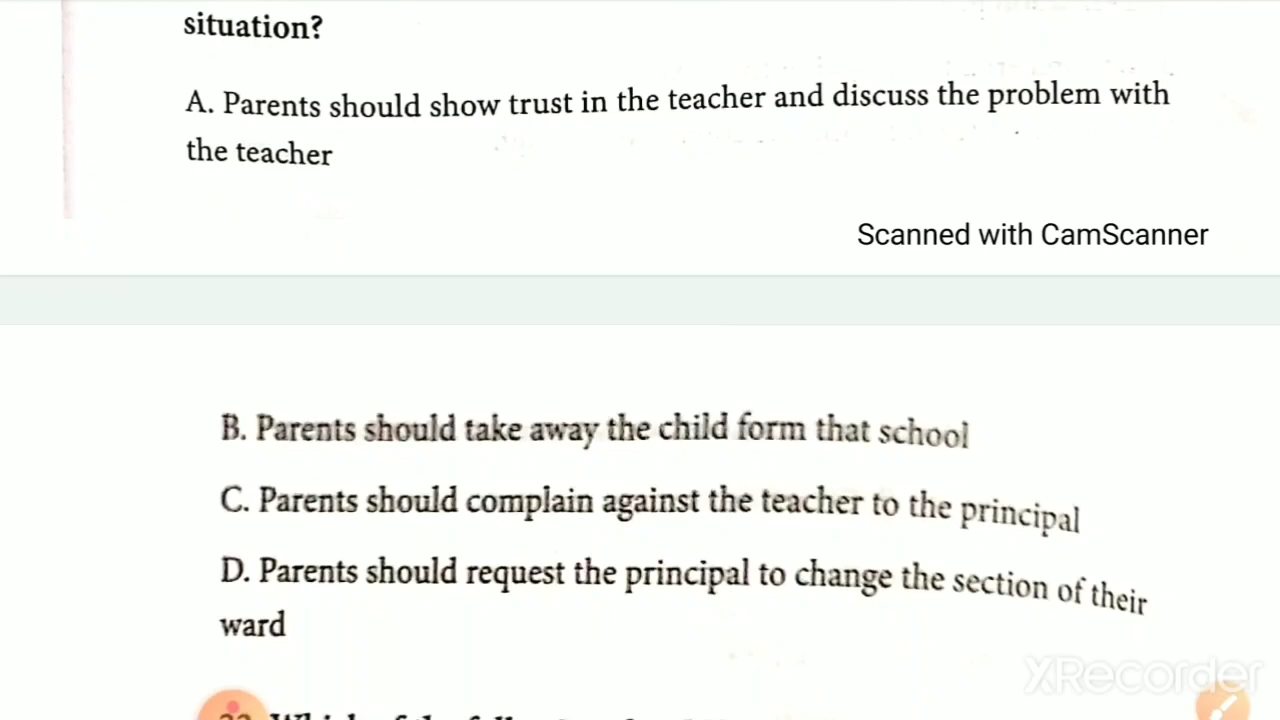 situation?
A. Parents should show trust in the teacher and discuss the problem with
the teacher
Scanned with CamScanner
B. Parents should take away the child form that school
C. Parents should complain against the teacher to the principal
D. Parents should request the principal to change the section of their
ward
XRecorder